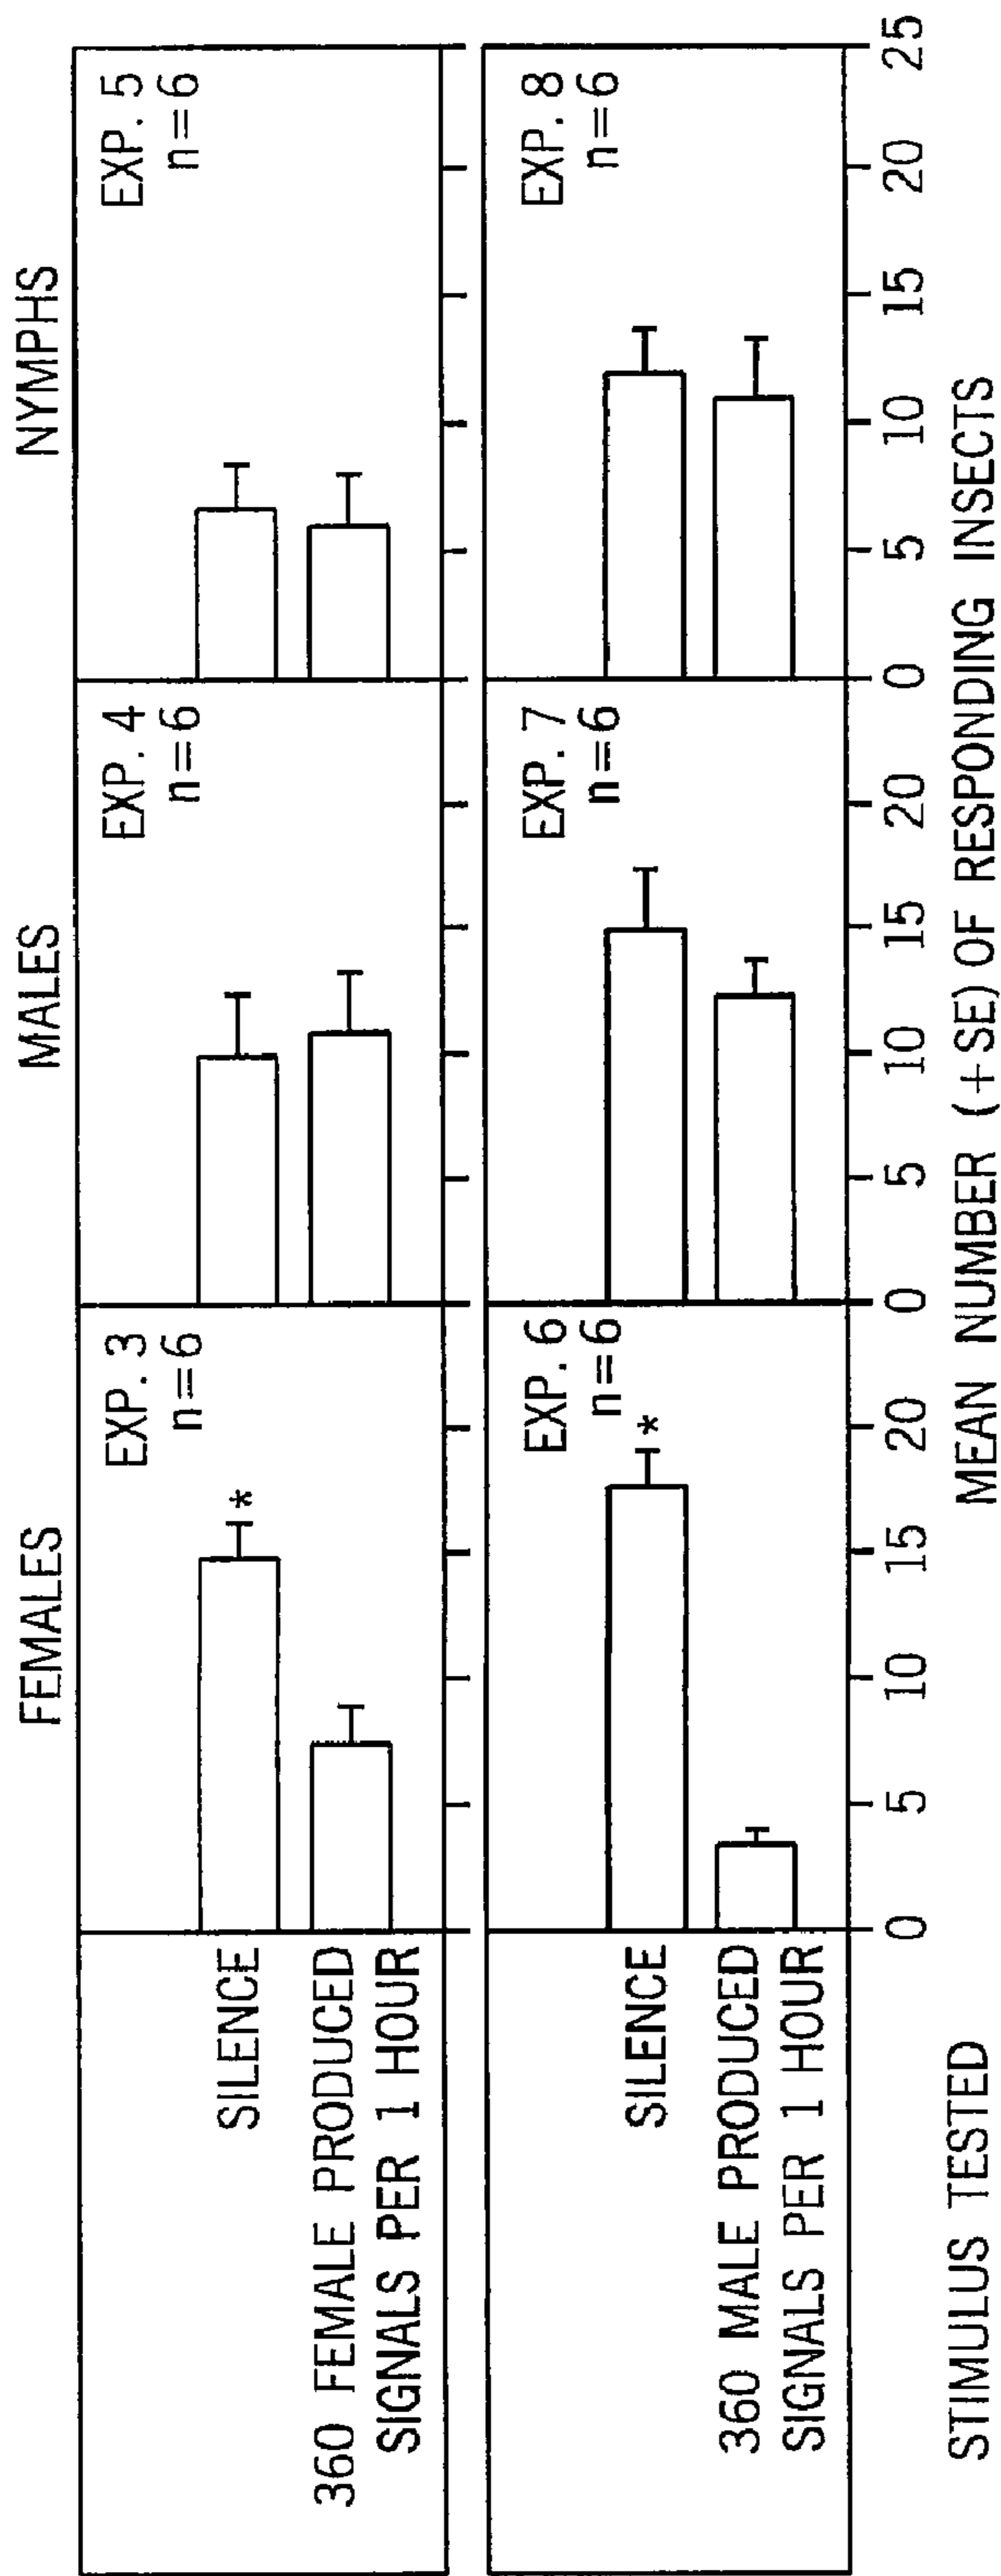 FEMALES
MALES
NYMPHS
EXP. 3
n=6
EXP. 4
n=6
EXP. 5
n=6
SILENCE
*
360 FEMALE PRODUCED
SIGNALS PER 1 HOUR
EXP. 6
n=6
EXP. 7
n=6
EXP. 8
n=6
SILENCE
*
360 MALE PRODUCED
SIGNALS PER 1 HOUR
0 5 10 15 20 0 5 10 15 20 0 5 10 15 20 25
STIMULUS TESTED
MEAN NUMBER (+SE) OF RESPONDING INSECTS